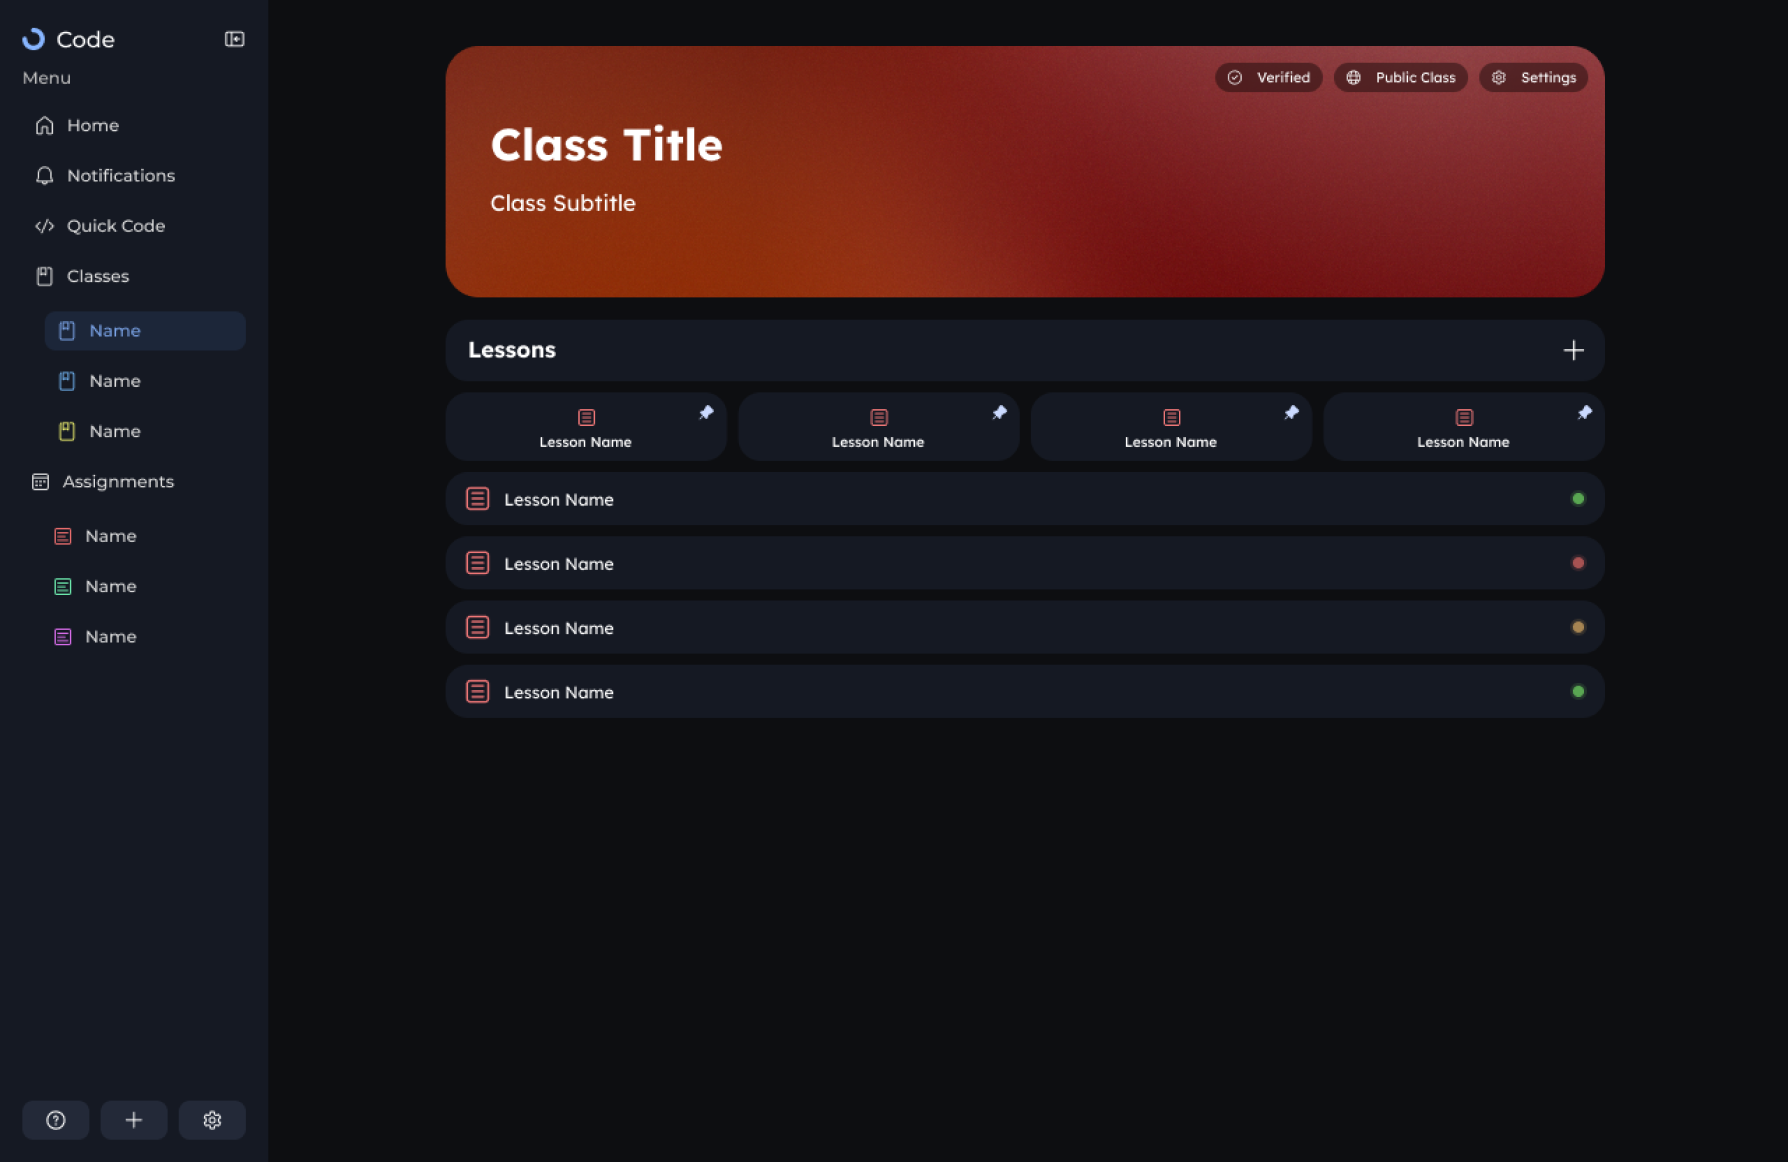 Code
Menu
Home
Notifications
Quick Code
Classes
Name
Name
Name
Assignments
Name
Name
Name
Verified
Public Class
Settings
Class Title
Class Subtitle
Lessons
Lesson Name
Lesson Name
Lesson Name
Lesson Name
Lesson Name
Lesson Name
Lesson Name
Lesson Name